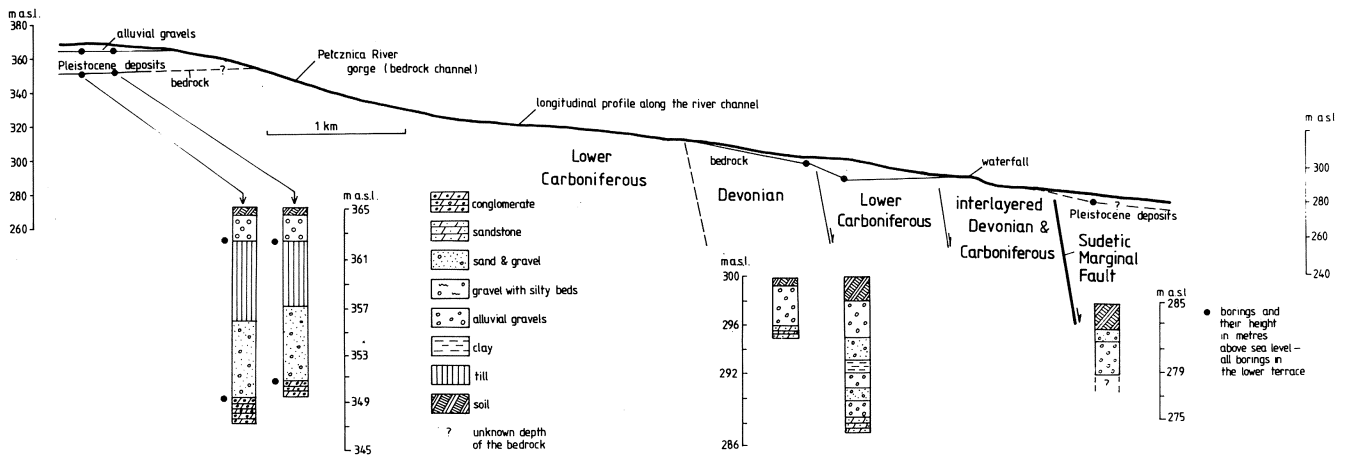 m a.s.l.
380
360
340
320
300
280
260
alluvial gravels
Pleistocene deposits
?
bedrock
Petcznica River
gorge (bedrock channel)
1 km
longitudinal profile along the river channel
Lower
Carboniferous
bedrock
Devonian
Lower
Carboniferous
waterfall
interlayered
Devonian &
Carboniferous
Sudetic
Marginal
Fault
?
Pleistocene deposits
m a s l
300
280
260
240
m a.s.l.
365
361
357
353
349
345
conglomerate
sandstone
sand & gravel
gravel with silty beds
alluvial gravels
clay
till
soil
? unknown depth
of the bedrock
m a.s.l.
300
296
292
286
?
m a s l
285
279
275
borings and
their height
in metres
above sea level –
all borings in
the lower terrace